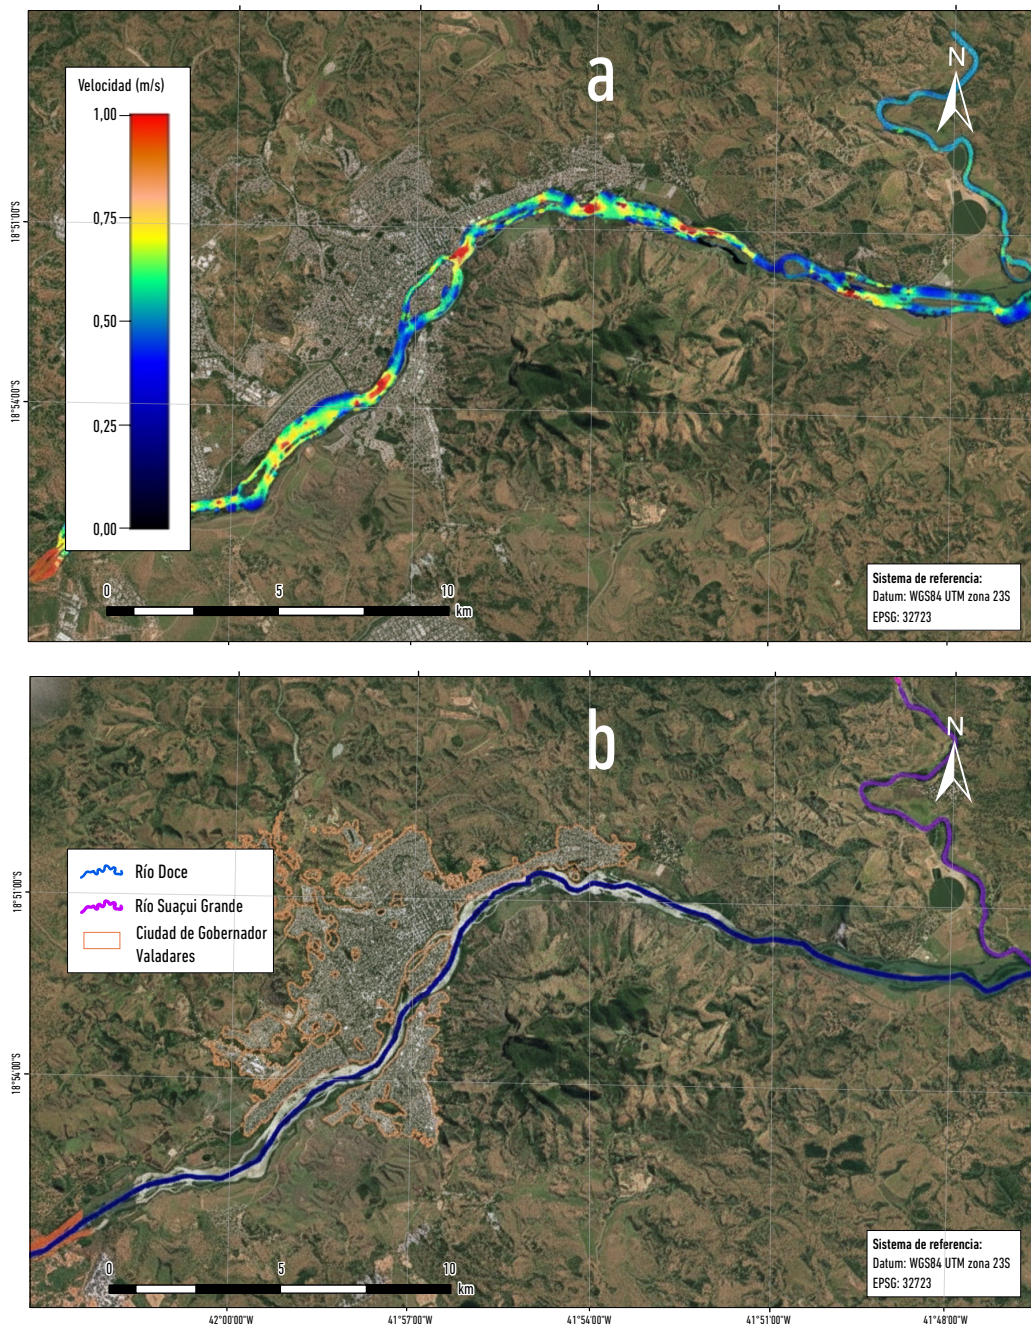 a
N
Velocidad (m/s)
1,00
0,75
0,50
0,25
0,00
18°51'00"S
18°54'00"S
0 5 10
km
Sistema de referencia:
Datum: WGS84 UTM zona 23S
EPSG: 32723
b
N
Río Doce
Río Suaçui Grande
Ciudad de Gobernador
Valadares
18°51'00"S
18°54'00"S
0 5 10
km
Sistema de referencia:
Datum: WGS84 UTM zona 23S
EPSG: 32723
42°00'00"W 41°57'00"W 41°54'00"W 41°51'00"W 41°48'00"W